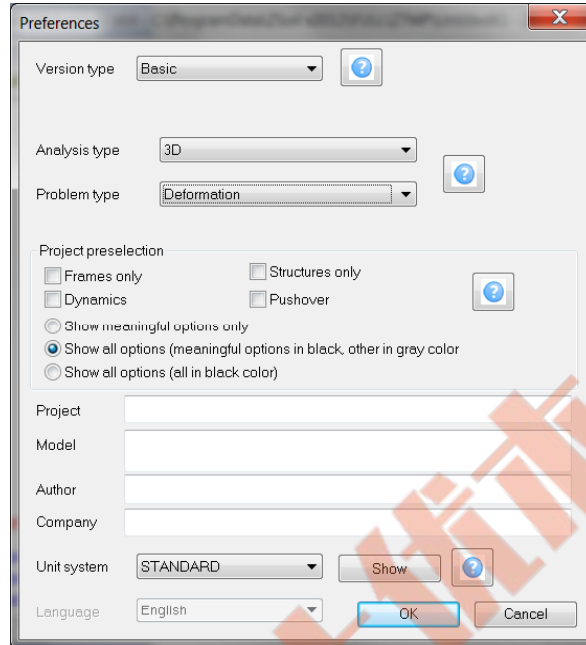 Preferences
Version type Basic
Analysis type 3D
Problem type Deformation
Project preselection
Frames only Structures only
Dynamics Pushover
Show meaningful options only
Show all options (meaningful options in black, other in gray color
Show all options (all in black color)
Project
Model
Author
Company
Unit system STANDARD Show
Language English OK Cancel